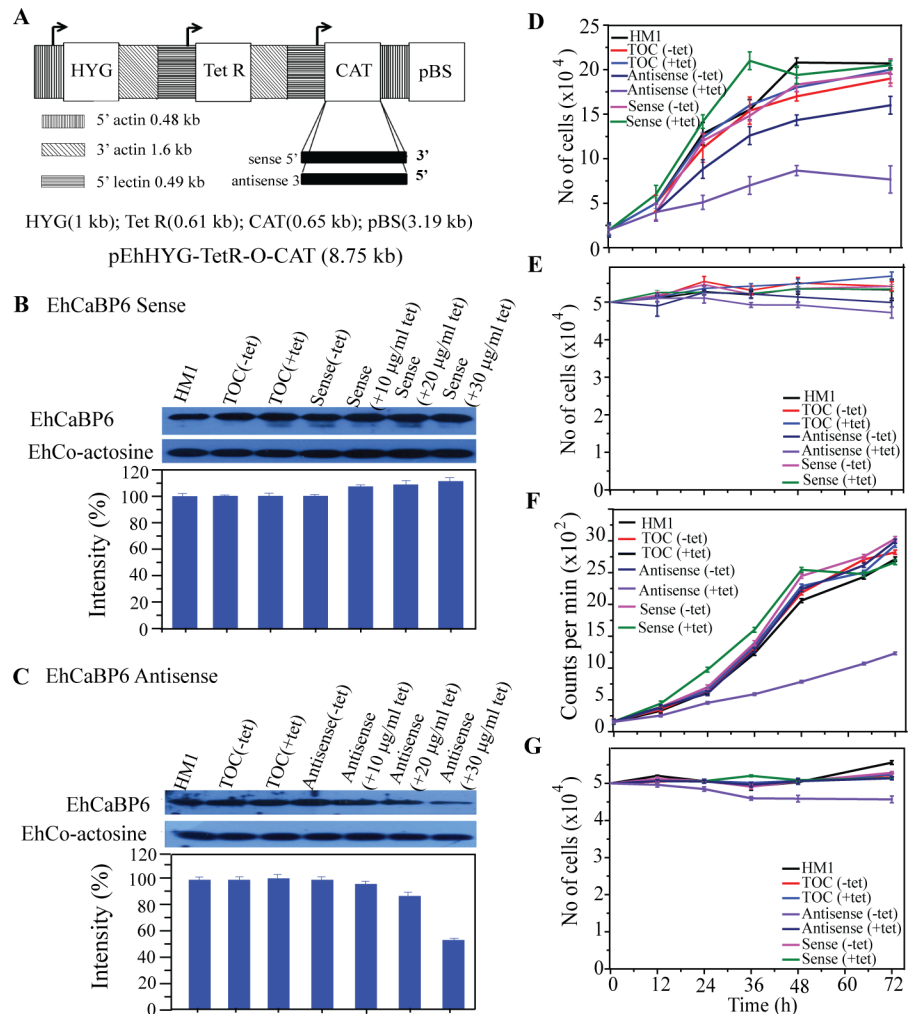 A
HYG
Tet R
CAT
pBS
5' actin 0.48 kb
3' actin 1.6 kb
5' lectin 0.49 kb
sense 5' 3'
antisense 3 5'
HYG(1 kb); Tet R(0.61 kb); CAT(0.65 kb); pBS(3.19 kb)
pEhHYG-TetR-O-CAT (8.75 kb)
B EhCaBP6 Sense
HM1
TOC(-tet)
TOC(+tet)
Sense(-tet)
Sense
(+10 µg/ml tet)
Sense
(+20 µg/ml tet)
Sense
(+30 µg/ml tet)
EhCaBP6
EhCo-actosine
Intensity (%)
120
100
80
60
40
20
0
C EhCaBP6 Antisense
HM1
TOC(-tet)
TOC(+tet)
Antisense(-tet)
Antisense
(+10 µg/ml tet)
Antisense
(+20 µg/ml tet)
Antisense
(+30 µg/ml tet)
EhCaBP6
EhCo-actosine
Intensity (%)
120
100
80
60
40
20
0
D
No of cells (x10⁴)
25
20
15
10
5
0
HM1
TOC (-tet)
TOC (+tet)
Antisense (-tet)
Antisense (+tet)
Sense (-tet)
Sense (+tet)
E
No of cells (x10⁴)
5
4
3
2
5
0
HM1
TOC (-tet)
TOC (+tet)
Antisense (-tet)
Antisense (+tet)
Sense (-tet)
Sense (+tet)
F
Counts per min (x10²)
30
25
20
15
10
5
0
HM1
TOC (-tet)
TOC (+tet)
Antisense (-tet)
Antisense (+tet)
Sense (-tet)
Sense (+tet)
G
No of cells (x10⁴)
5
4
3
2
5
0
HM1
TOC (-tet)
TOC (+tet)
Antisense (-tet)
Antisense (+tet)
Sense (-tet)
Sense (+tet)
0 12 24 36 48 60 72
Time (h)